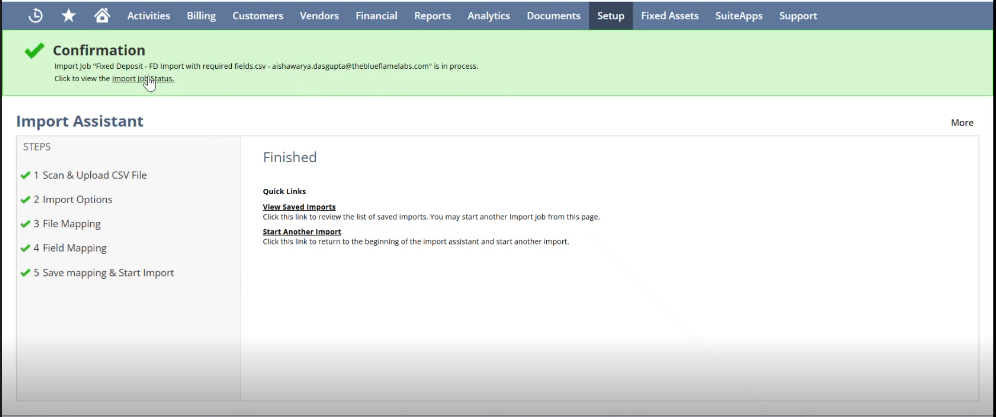 Activities Billing Customers Vendors Financial Reports Analytics Documents Setup Fixed Assets SuiteApps Support
Confirmation
Import Job "Fixed Deposit - FD Import with required fields.csv - aishawarya.dasgupta@theblueflamelabs.com" is in process.
Click to view the Import Job Status.
Import Assistant
More
STEPS
1 Scan & Upload CSV File
2 Import Options
3 File Mapping
4 Field Mapping
5 Save mapping & Start Import
Finished
Quick Links
View Saved Imports
Click this link to review the list of saved imports. You may start another import job from this page.
Start Another Import
Click this link to return to the beginning of the import assistant and start another import.